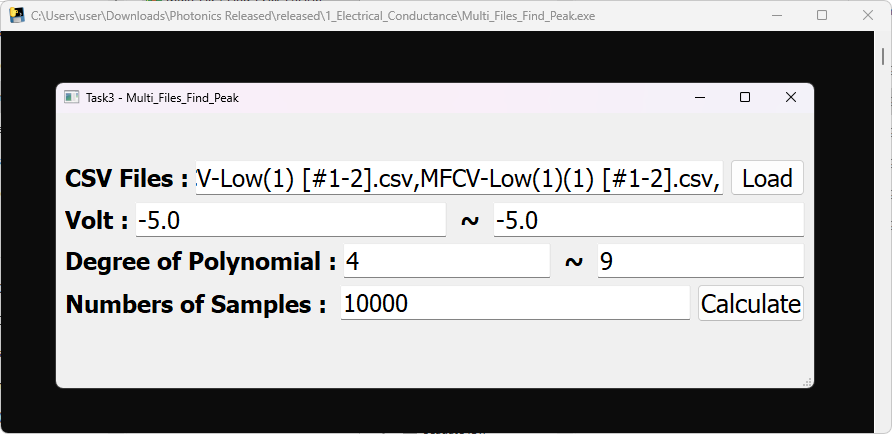 C:\Users\user\Downloads\Photonics Released\released\1_Electrical_Conductance\Multi_Files_Find_Peak.exe
Task3 - Multi_Files_Find_Peak
CSV Files : V-Low(1) [#1-2].csv,MFCV-Low(1)(1) [#1-2].csv, Load
Volt : -5.0 ~ -5.0
Degree of Polynomial : 4 ~ 9
Numbers of Samples : 10000 Calculate